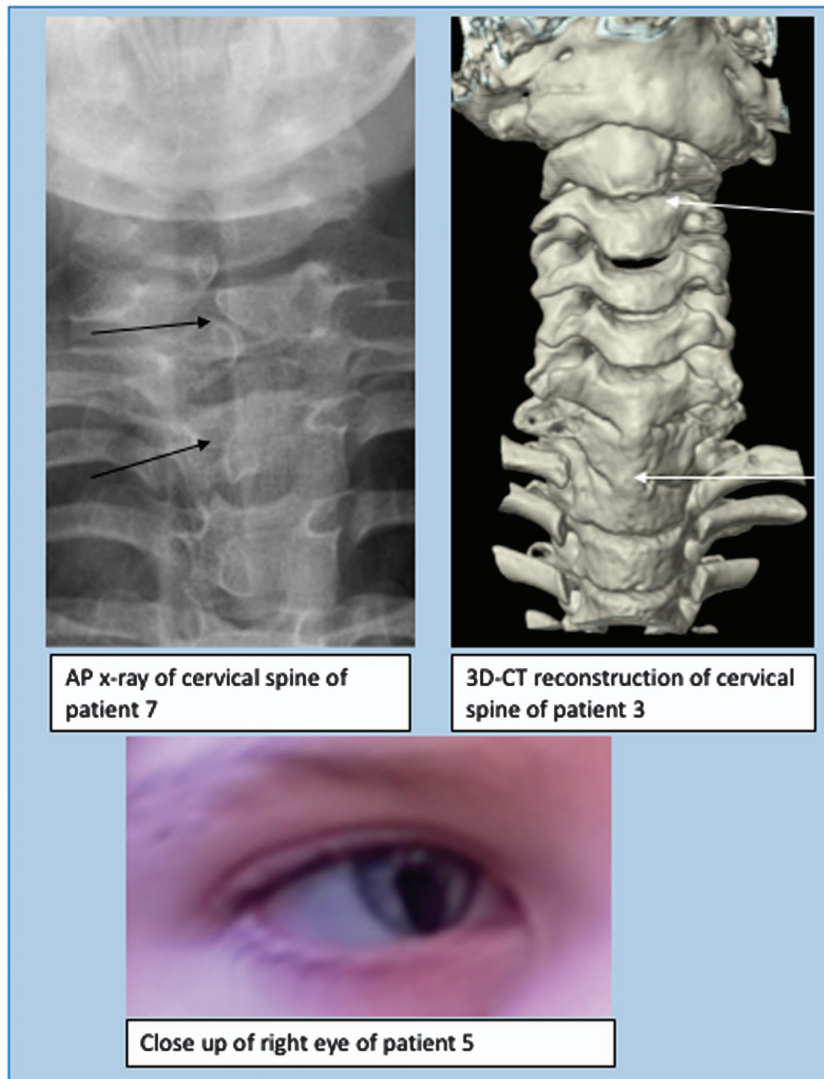 AP x-ray of cervical spine of
patient 7
3D-CT reconstruction of cervical
spine of patient 3
Close up of right eye of patient 5